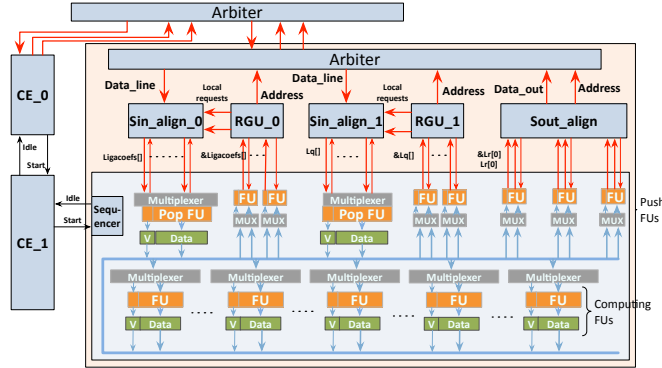 Arbiter
Arbiter
CE_0
Data_line
Local
requests
Address
Data_line
Local
requests
Address
Data_out
Address
Sin_align_0
RGU_0
Sin_align_1
RGU_1
Sout_align
Idle
Start
Ligacoefs[]
&Ligacoefs[]
Lq[]
&Lq[]
&Lr[0]
Lr[0]
Idle
Start
Sequ-
encer
CE_1
Multiplexer
Pop FU
V Data
FU FU
MUX MUX
Multiplexer
Pop FU
V Data
FU FU
MUX MUX
FU FU FU
MUX MUX MUX
Push
FUs
Multiplexer Multiplexer Multiplexer Multiplexer Multiplexer
FU FU FU FU FU
V Data V Data V Data V Data V Data
Computing
FUs